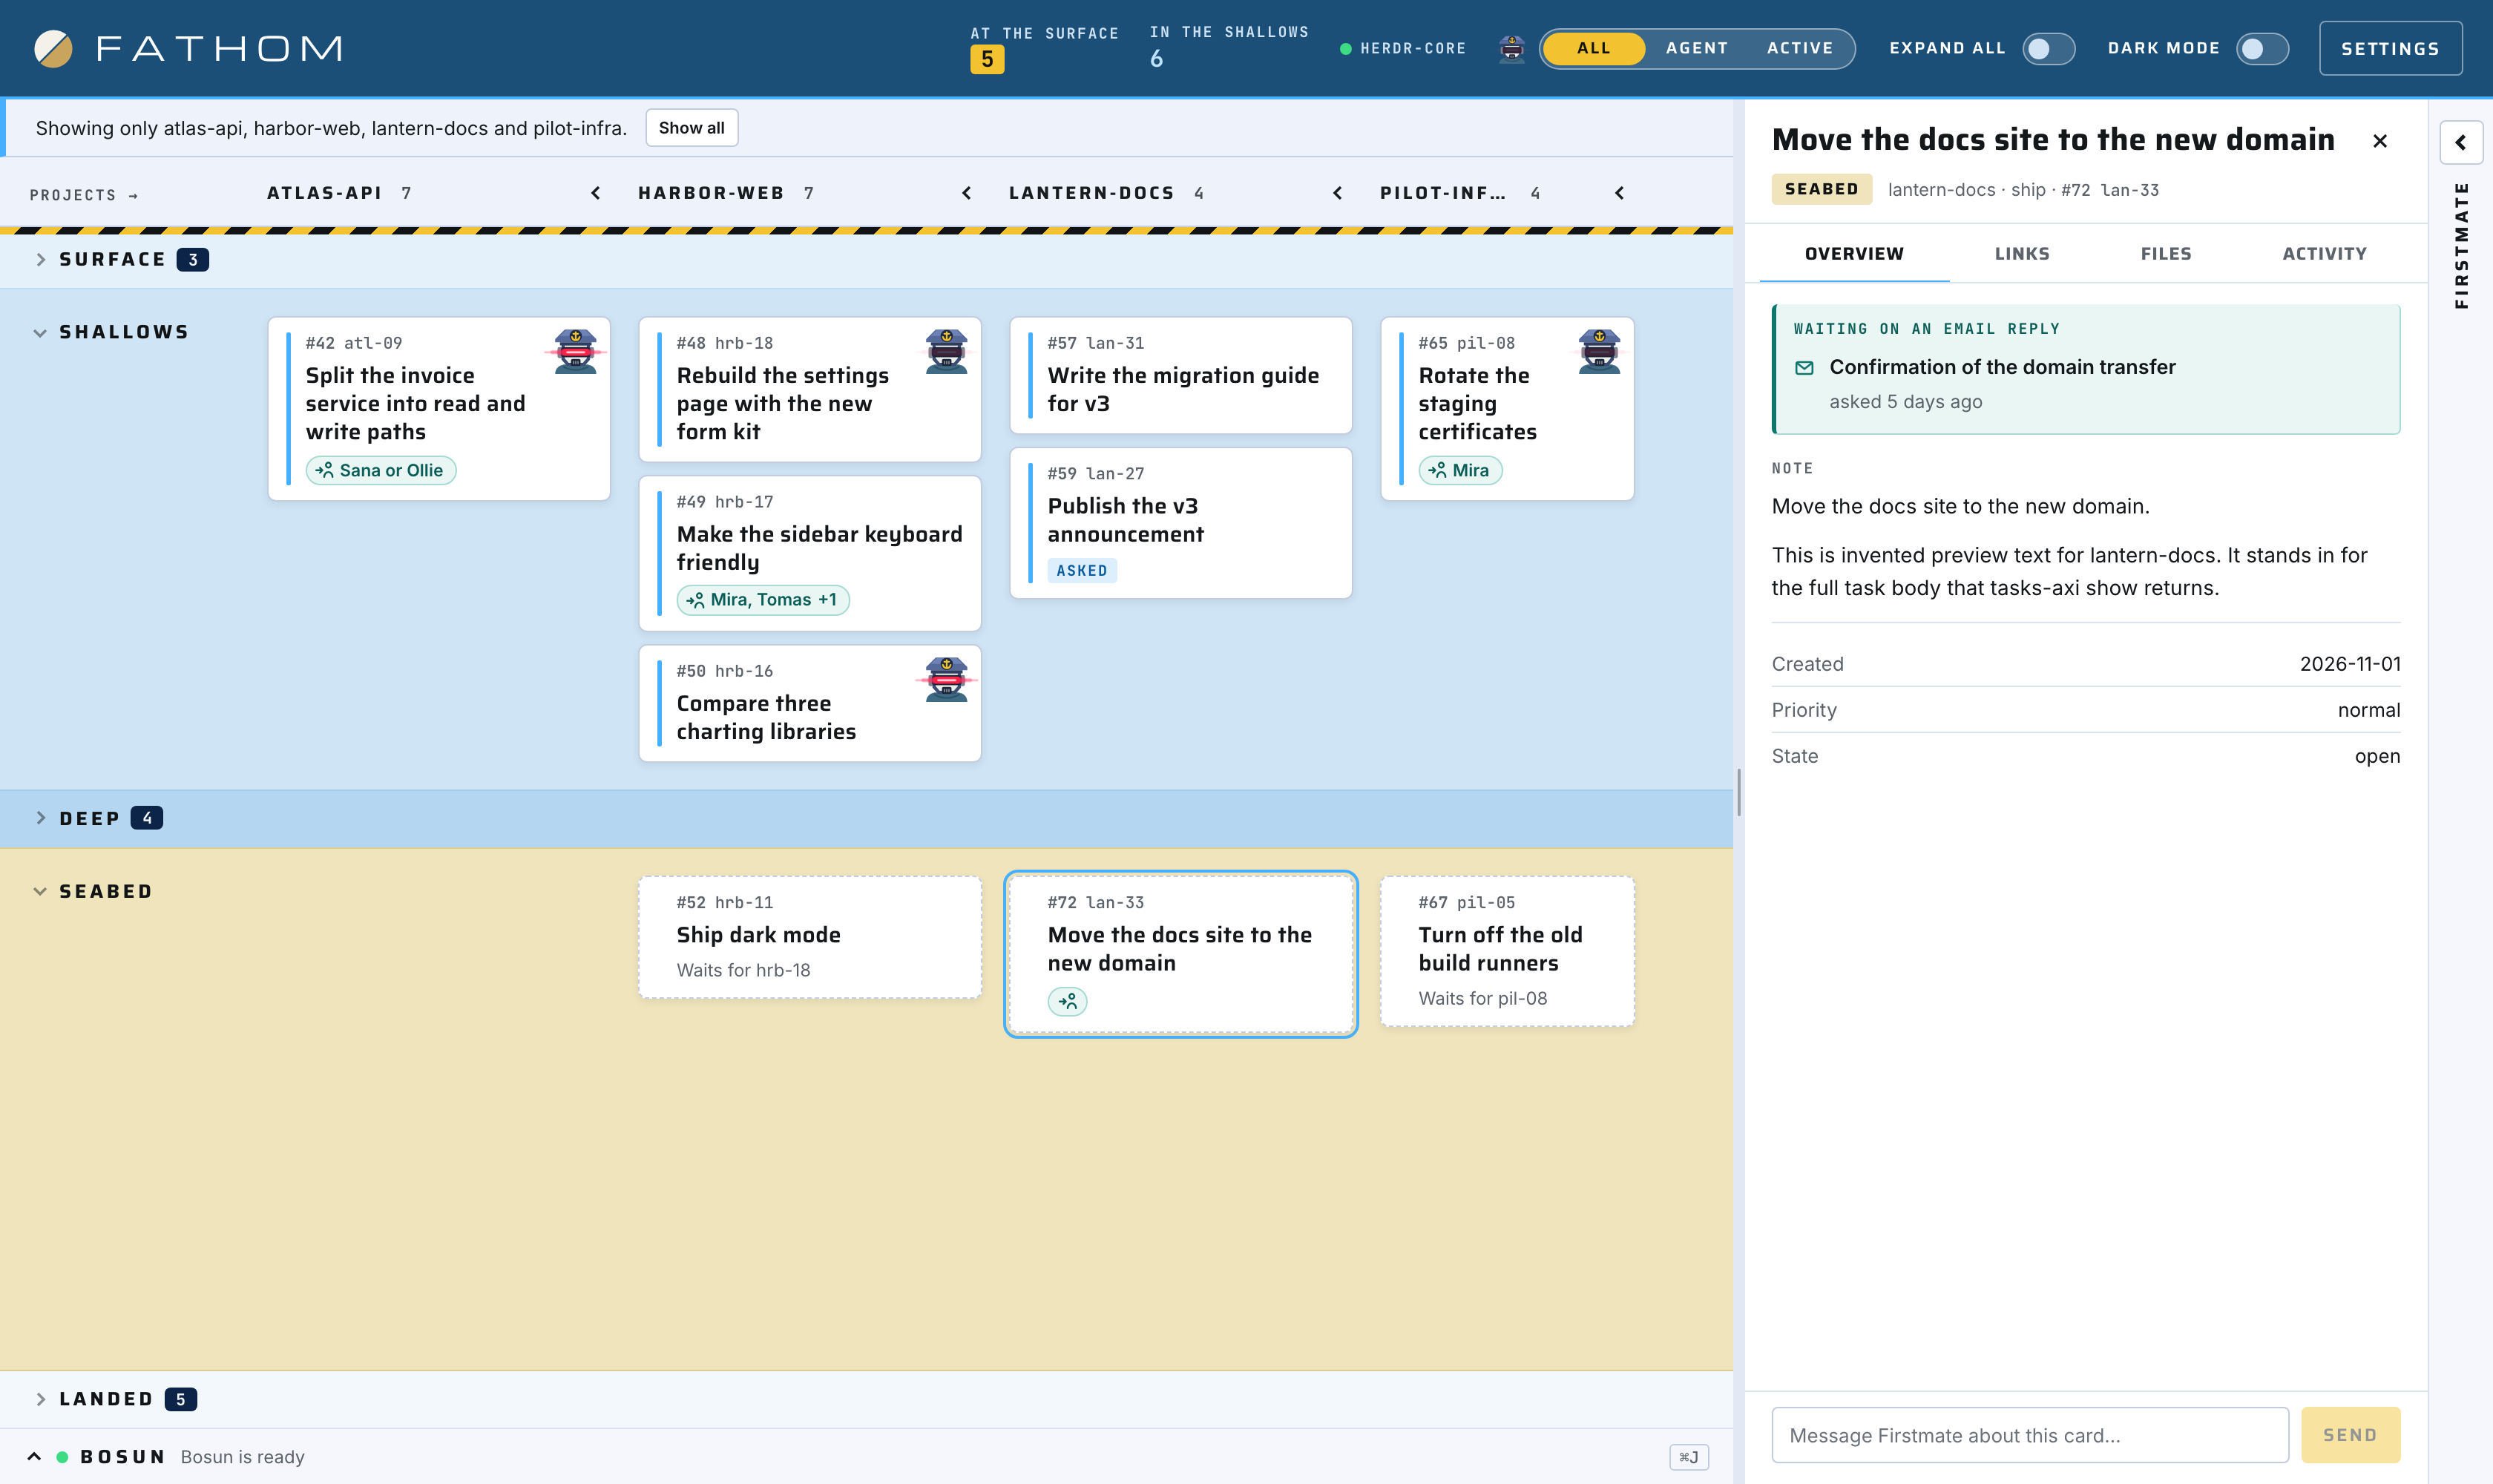 FATHOM
AT THE SURFACE
5
IN THE SHALLOWS
6
HERDR-CORE
ALL
AGENT
ACTIVE
EXPAND ALL
DARK MODE
SETTINGS
Showing only atlas-api, harbor-web, lantern-docs and pilot-infra.
Show all
PROJECTS →
ATLAS-API 7
HARBOR-WEB 7
LANTERN-DOCS 4
PILOT-INF... 4
SURFACE 3
SHALLOWS
#42 atl-09
Split the invoice
service into read and
write paths
Sana or Ollie
#48 hrb-18
Rebuild the settings
page with the new
form kit
#49 hrb-17
Make the sidebar keyboard
friendly
Mira, Tomas +1
#50 hrb-16
Compare three
charting libraries
#57 lan-31
Write the migration guide
for v3
#59 lan-27
Publish the v3
announcement
ASKED
#65 pil-08
Rotate the
staging
certificates
Mira
DEEP 4
SEABED
#52 hrb-11
Ship dark mode
Waits for hrb-18
#72 lan-33
Move the docs site to the
new domain
#67 pil-05
Turn off the old
build runners
Waits for pil-08
LANDED 5
BOSUN Bosun is ready
⌘J
Move the docs site to the new domain
SEABED lantern-docs · ship · #72 lan-33
OVERVIEW
LINKS
FILES
ACTIVITY
WAITING ON AN EMAIL REPLY
Confirmation of the domain transfer
asked 5 days ago
NOTE
Move the docs site to the new domain.
This is invented preview text for lantern-docs. It stands in for
the full task body that tasks-axi show returns.
Created 2026-11-01
Priority normal
State open
Message Firstmate about this card...
SEND
FIRSTMATE